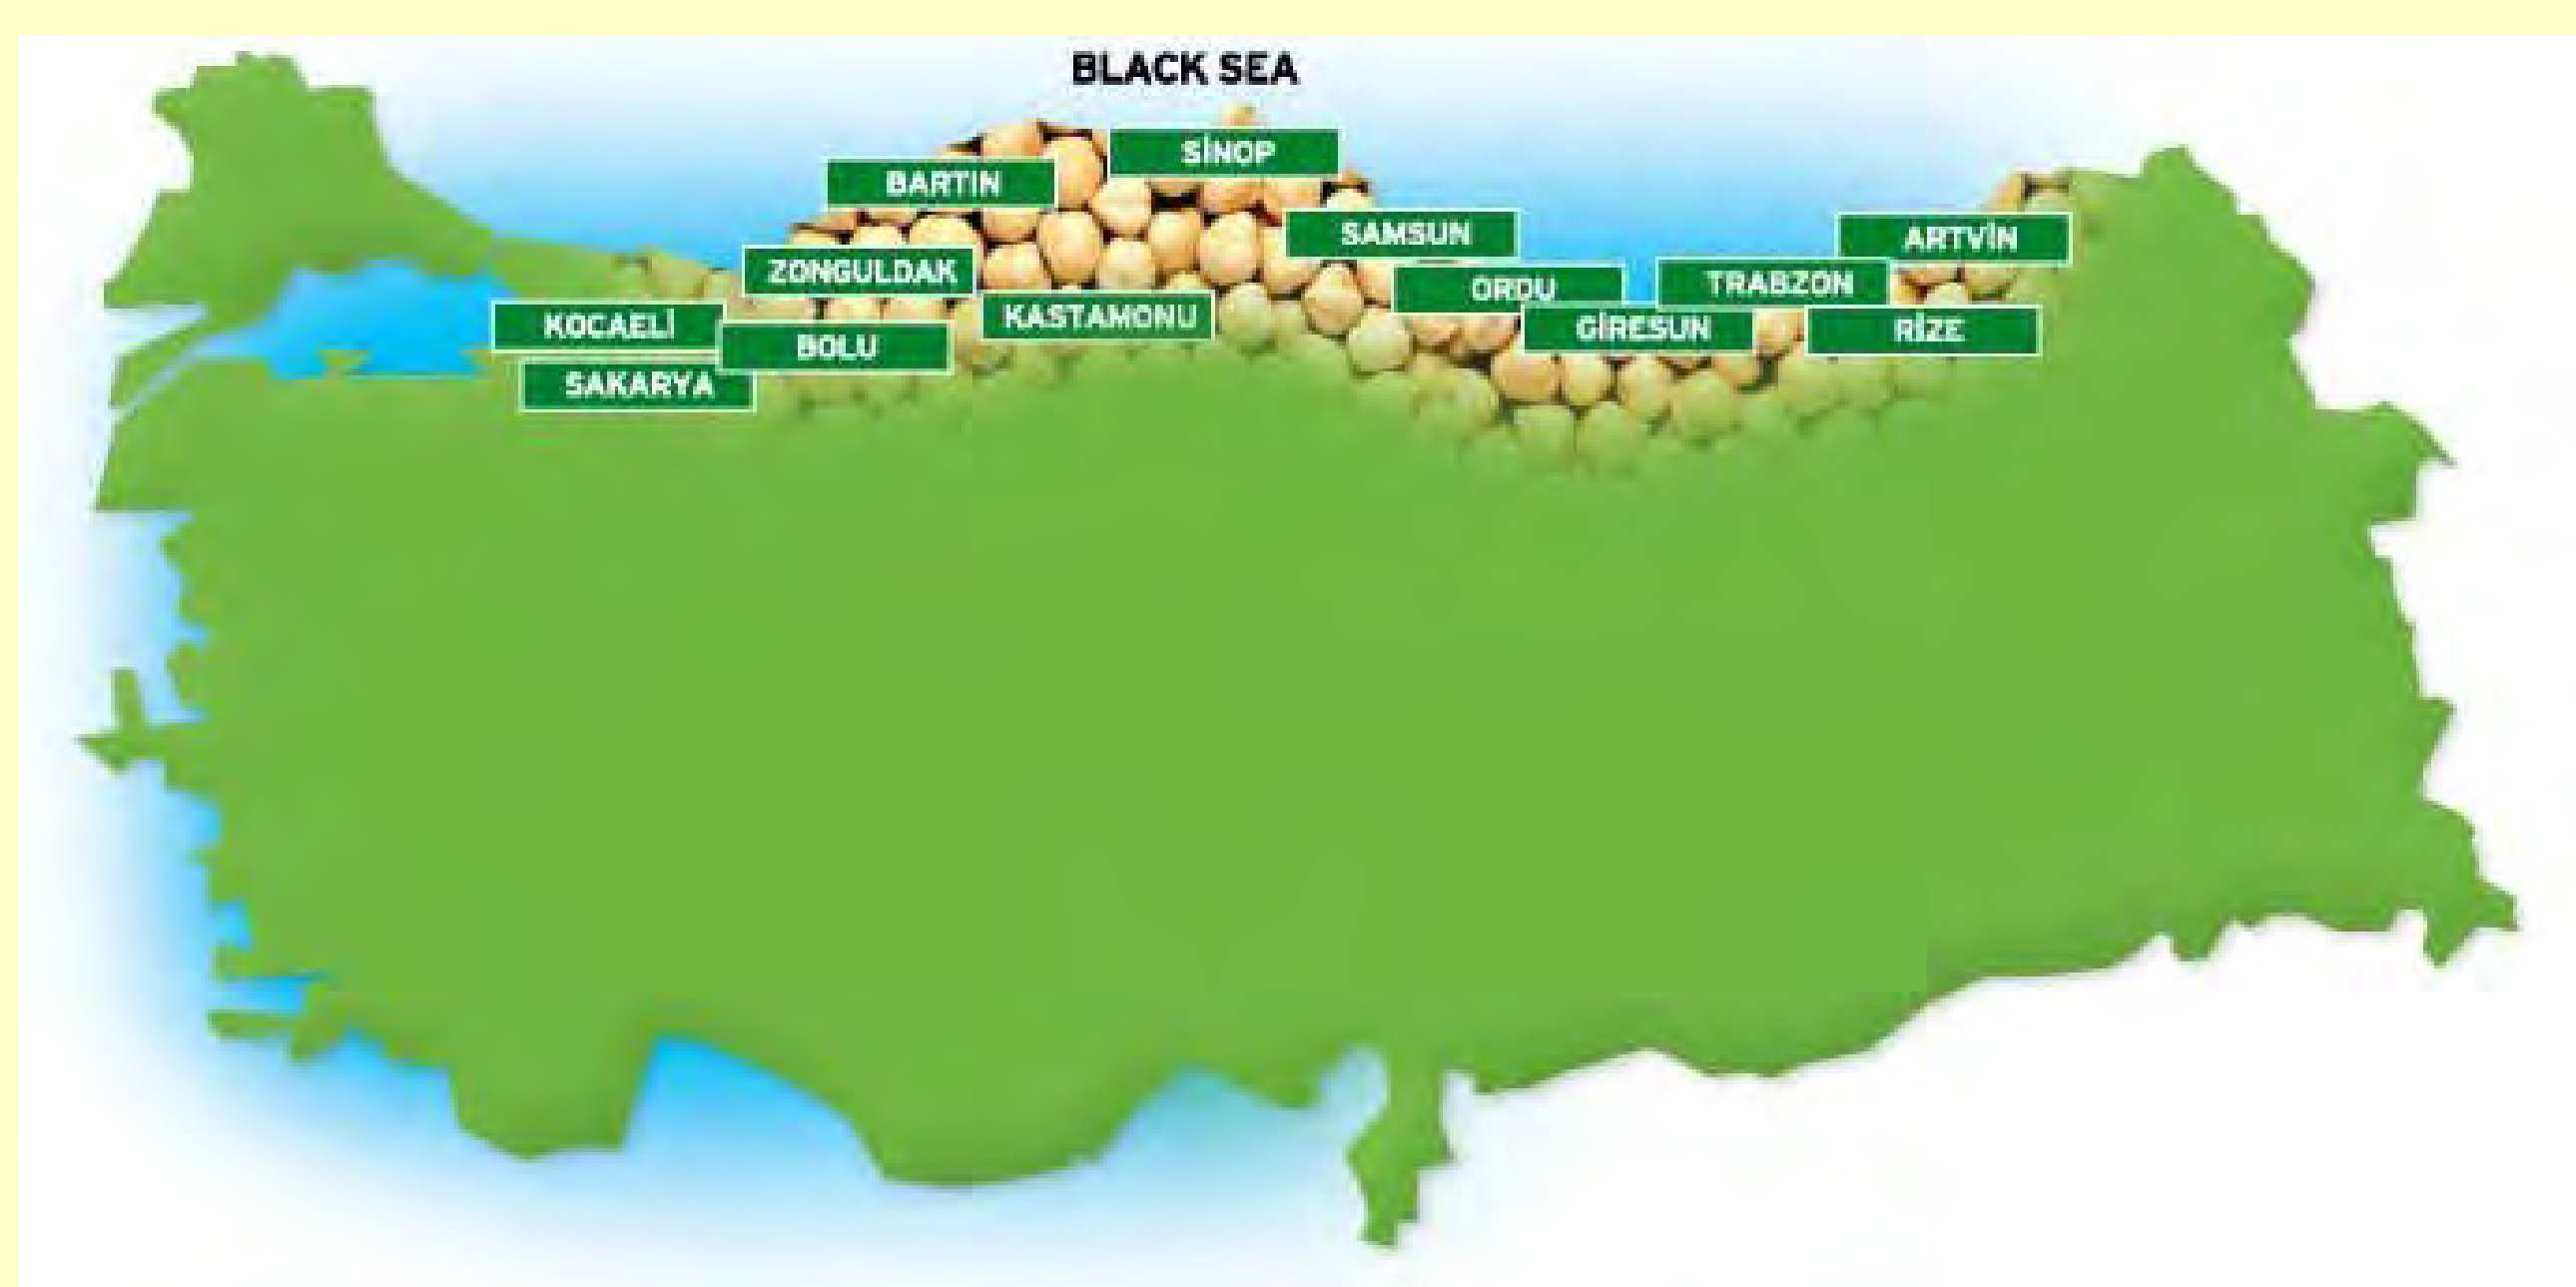 BLACK SEA
SİNOP
BARTIN
SAMSUN
ARTVİN
ZONGULDAK
ORDU
TRABZON
KASTAMONU
KOCAELİ
GİRESUN
RİZE
BOLU
SAKARYA